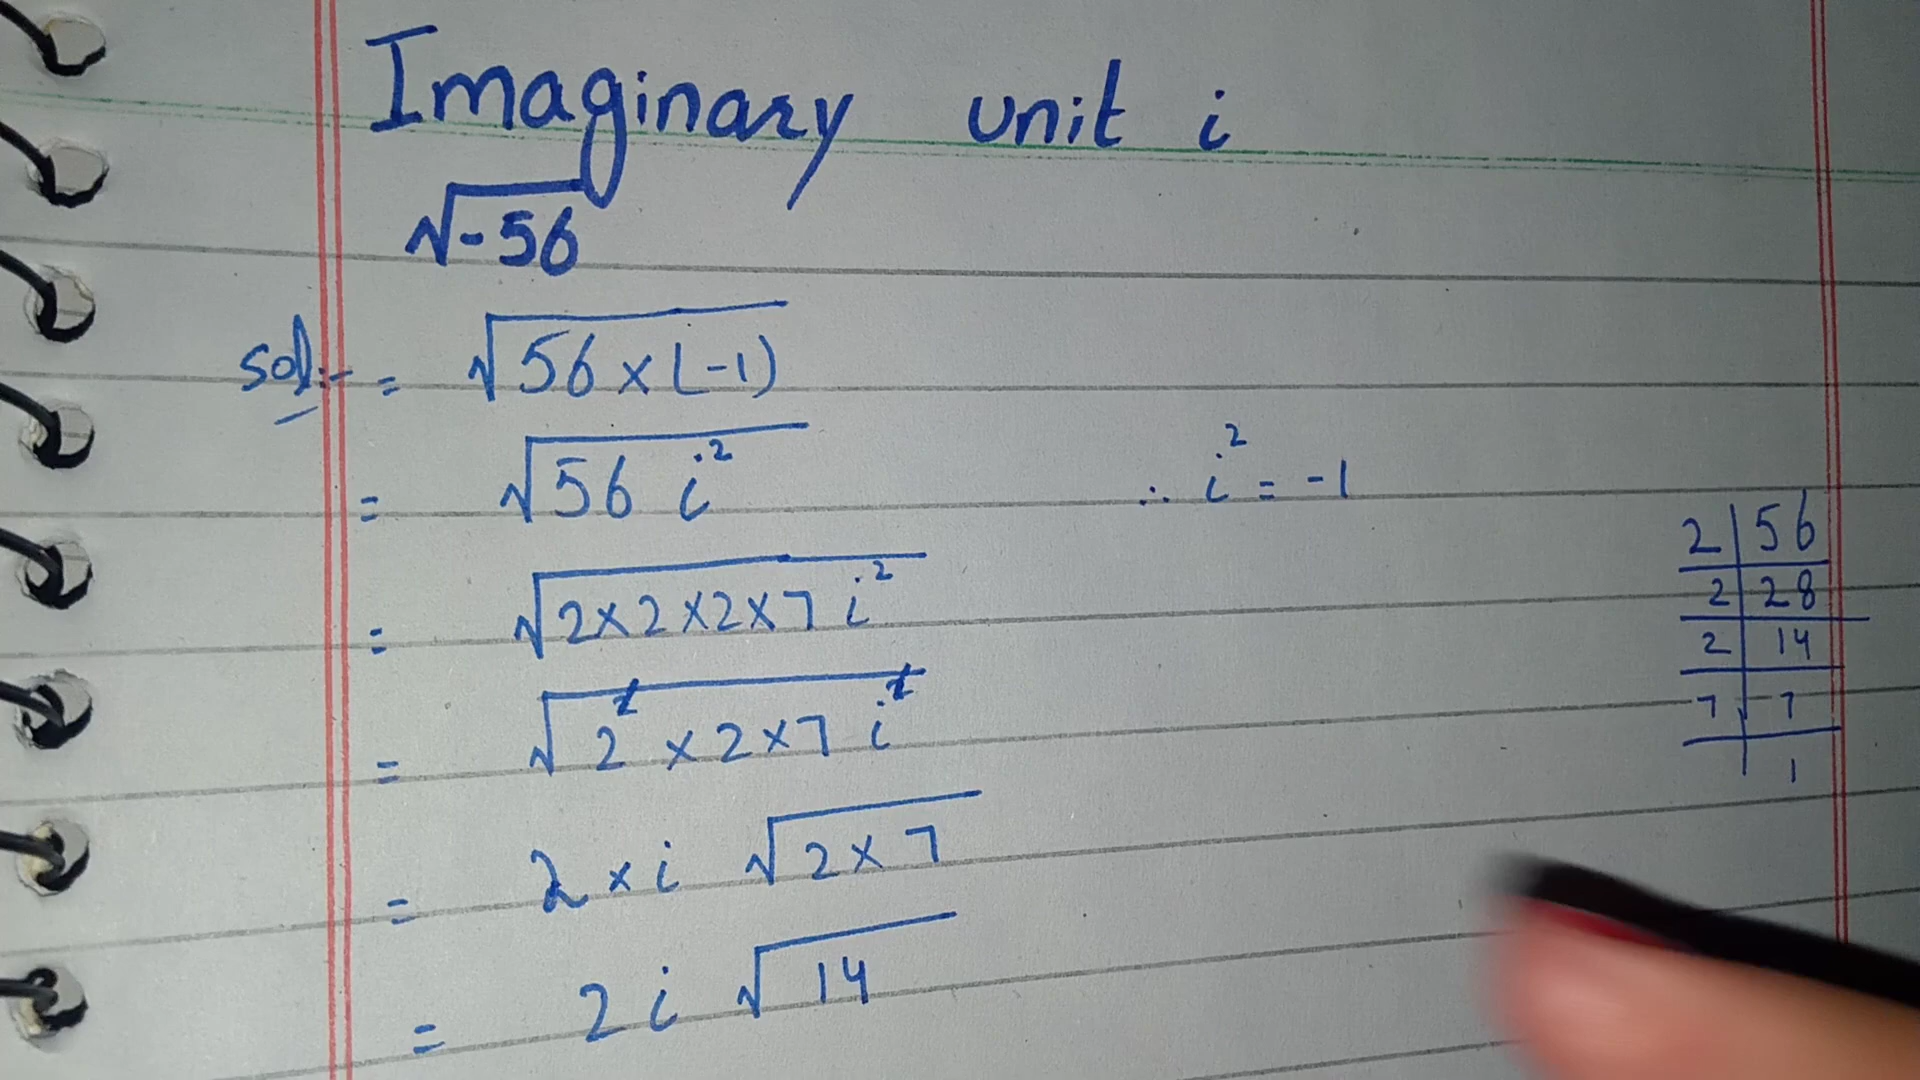 Imaginary unit i
√-56
Sol:- = √56 × (-1)
= √56 i² ∴ i² = -1
= √2×2×2×7 i²
= √2² × 2×7 i²
= 2 × i √2 × 7
= 2 i √14
2 | 56
2 | 28
2 | 14
7 | 7
| 1